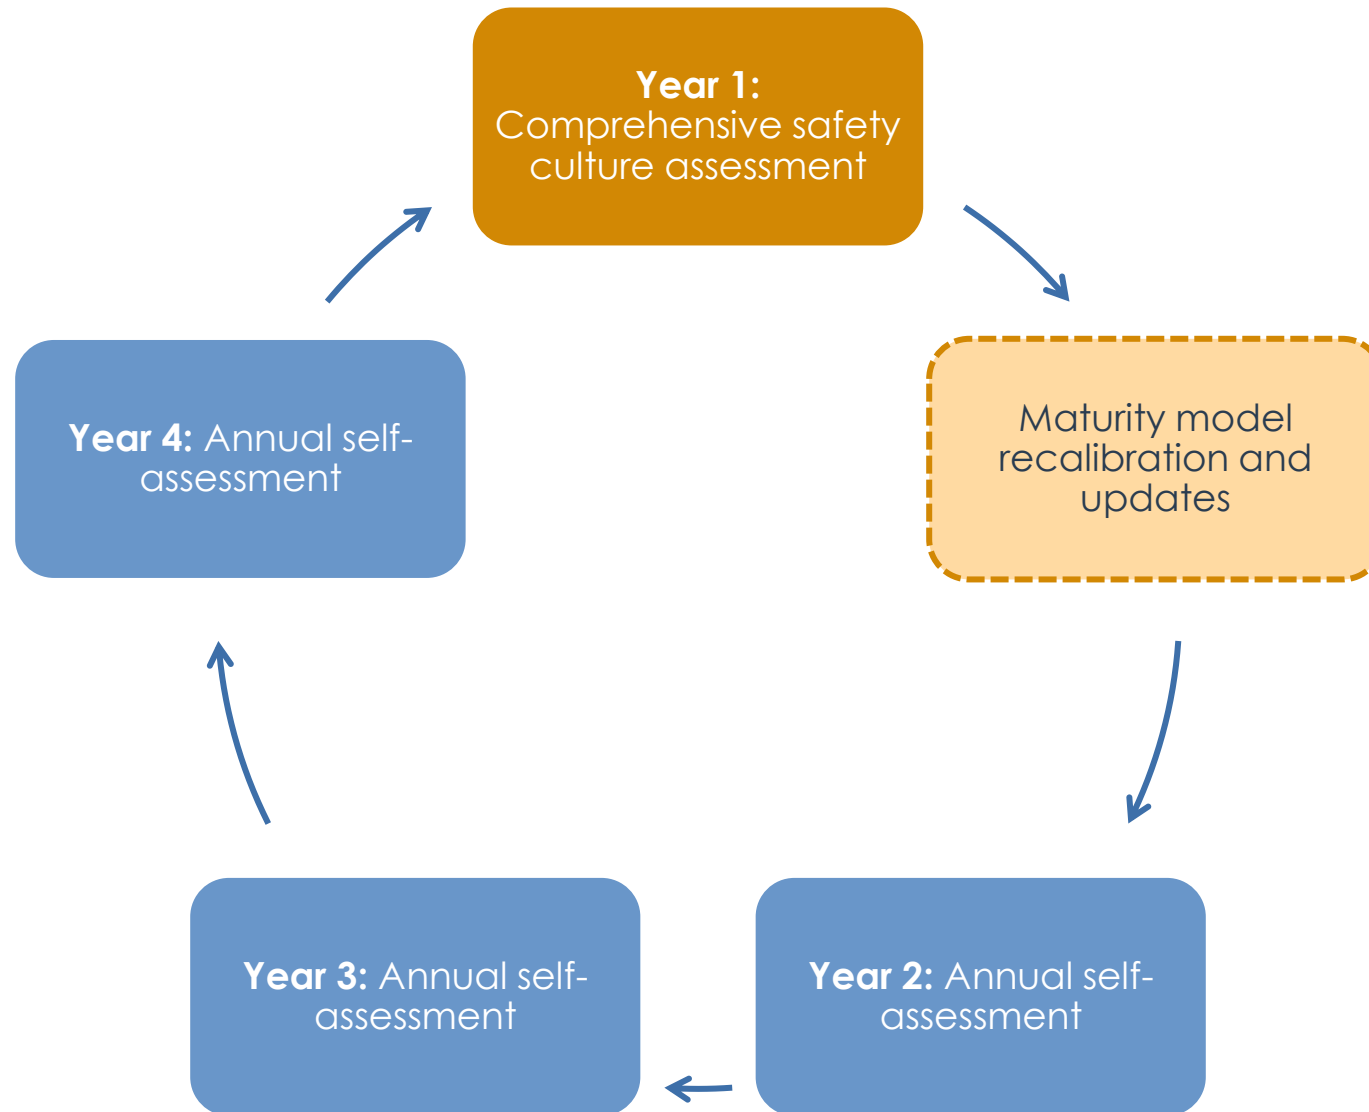 Year 1:
Comprehensive safety
culture assessment
Maturity model
recalibration and
updates
Year 2: Annual self-
assessment
Year 3: Annual self-
assessment
Year 4: Annual self-
assessment